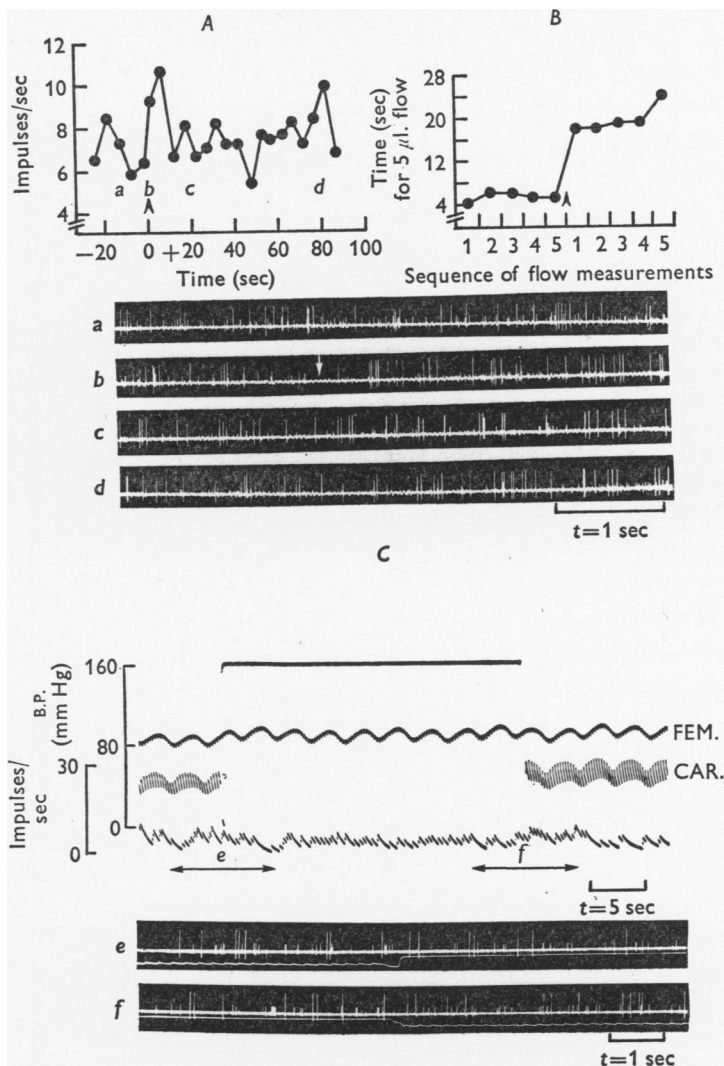 A
Impulses/sec
12
10
8
6
4
a b c d
−20 0 +20 40 60 80 100
Time (sec)
B
Time (sec)
for 5 μl. flow
28
20
12
4
1 2 3 4 5 1 2 3 4 5
Sequence of flow measurements
a
b
c
d
t=1 sec
C
B.P.
(mm Hg)
160
80
0
Impulses/
sec
30
0
FEM.
CAR.
e
f
t=5 sec
e
f
t=1 sec